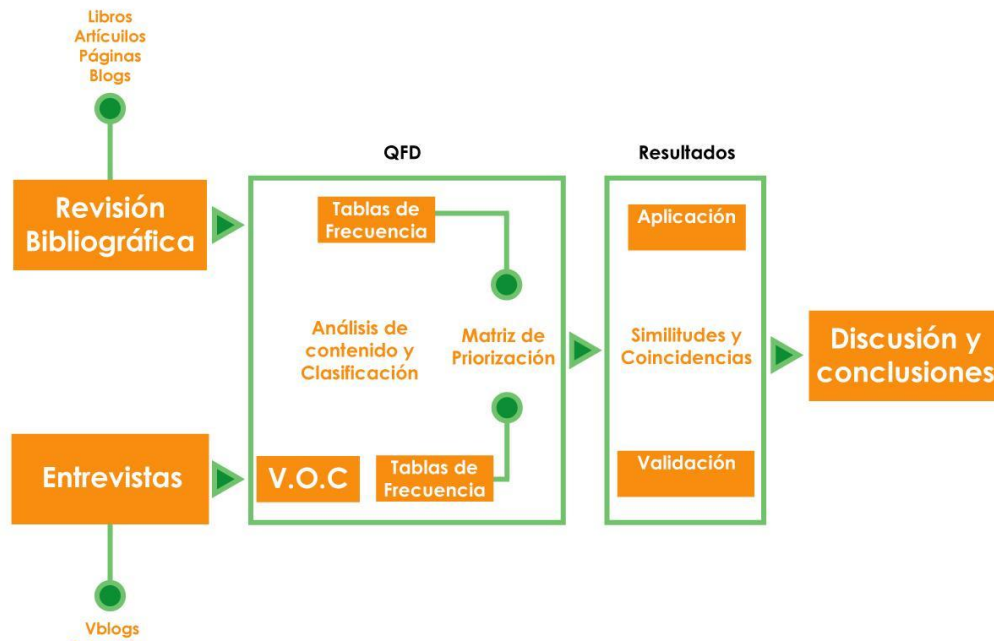 Libros
Artícuilos
Páginas
Blogs
QFD
Resultados
Revisión
Bibliográfica
Tablas de
Frecuencia
Aplicación
Análisis de
contenido y
Clasificación
Matriz de
Priorización
Similitudes y
Coincidencias
Discusión y
conclusiones
Entrevistas
V.O.C
Tablas de
Frecuencia
Validación
Vblogs